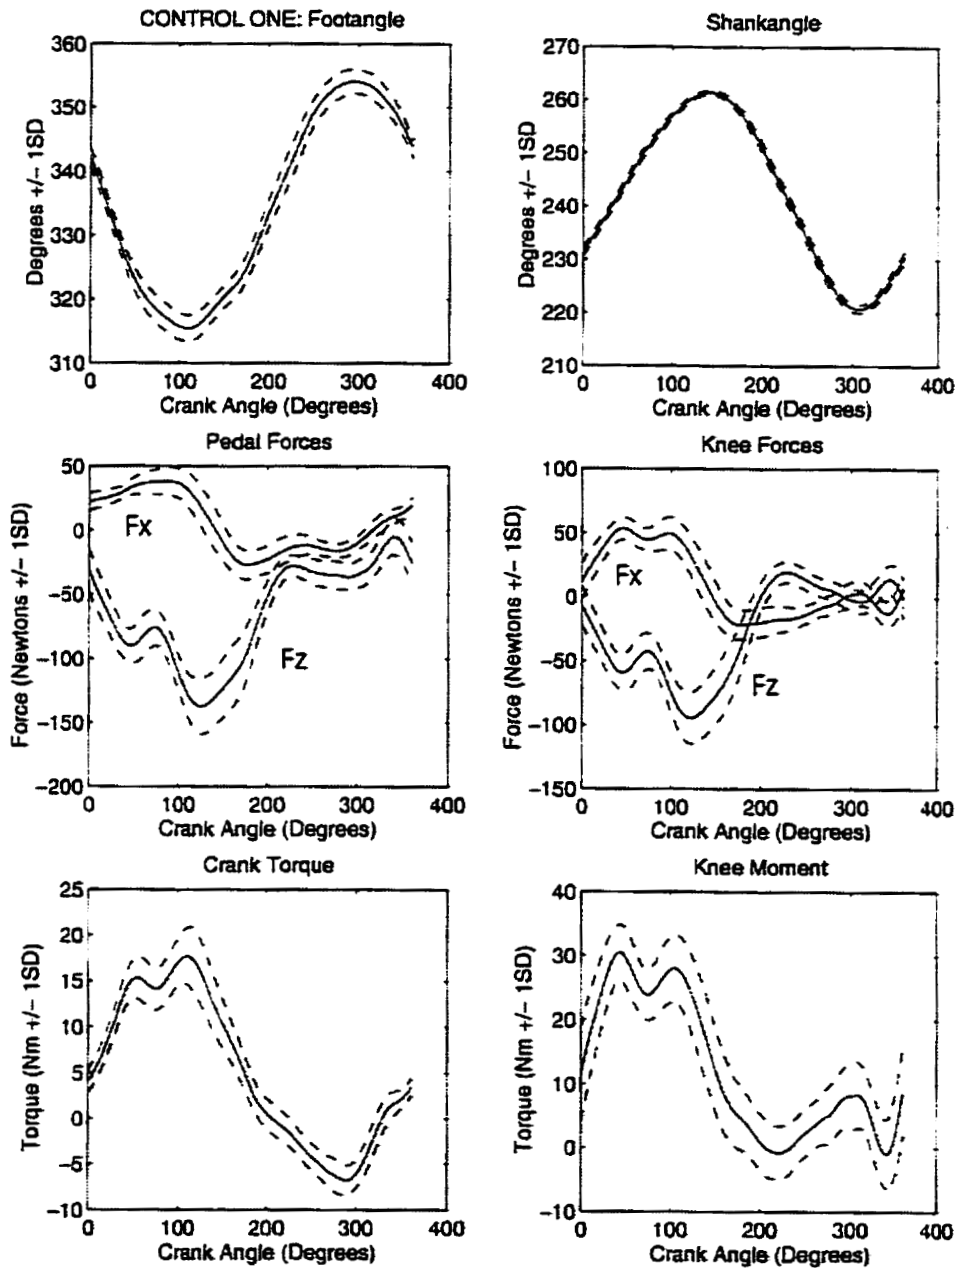 CONTROL ONE: Footangle
Degrees +/- 1SD
360
350
340
330
320
310
0 100 200 300 400
Crank Angle (Degrees)
Shankangle
Degrees +/- 1SD
270
260
250
240
230
220
210
0 100 200 300 400
Crank Angle (Degrees)
Pedal Forces
Force (Newtons +/- 1SD)
50
0
-50
-100
-150
-200
Fx
Fz
0 100 200 300 400
Crank Angle (Degrees)
Knee Forces
Force (Newtons +/- 1SD)
100
50
0
-50
-100
-150
Fx
Fz
0 100 200 300 400
Crank Angle (Degrees)
Crank Torque
Torque (Nm +/- 1SD)
25
20
15
10
5
0
-5
-10
0 100 200 300 400
Crank Angle (Degrees)
Knee Moment
Torque (Nm +/- 1SD)
40
30
20
10
0
-10
0 100 200 300 400
Crank Angle (Degrees)